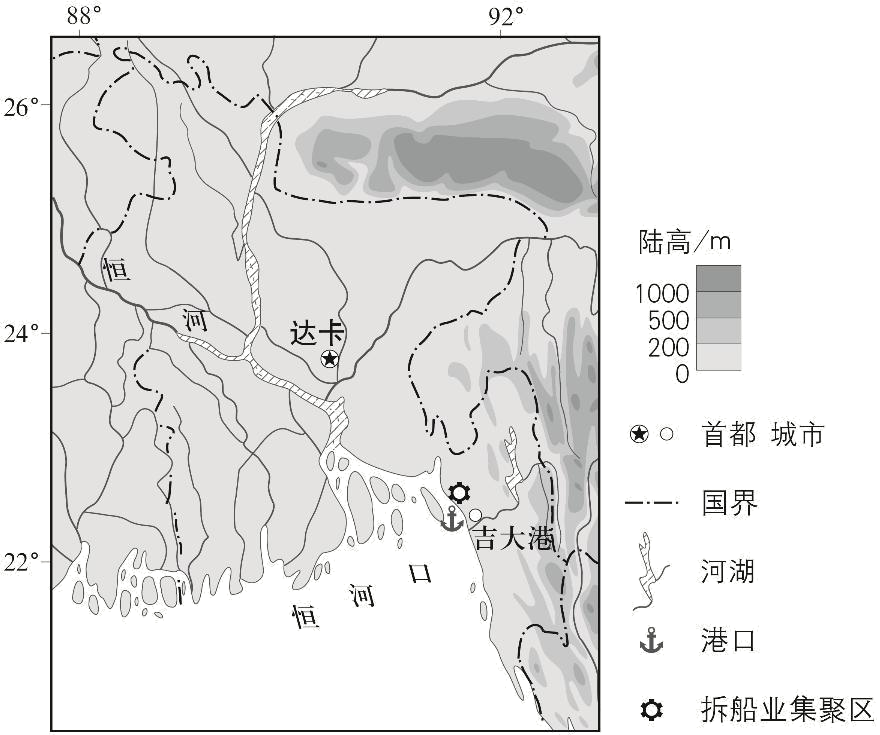 88° 92°
26°
恒
河
达卡
24°
22°
吉大港
恒 河 口
陆高/m
1000
500
200
0
首都 城市
国界
河湖
港口
拆船业集聚区